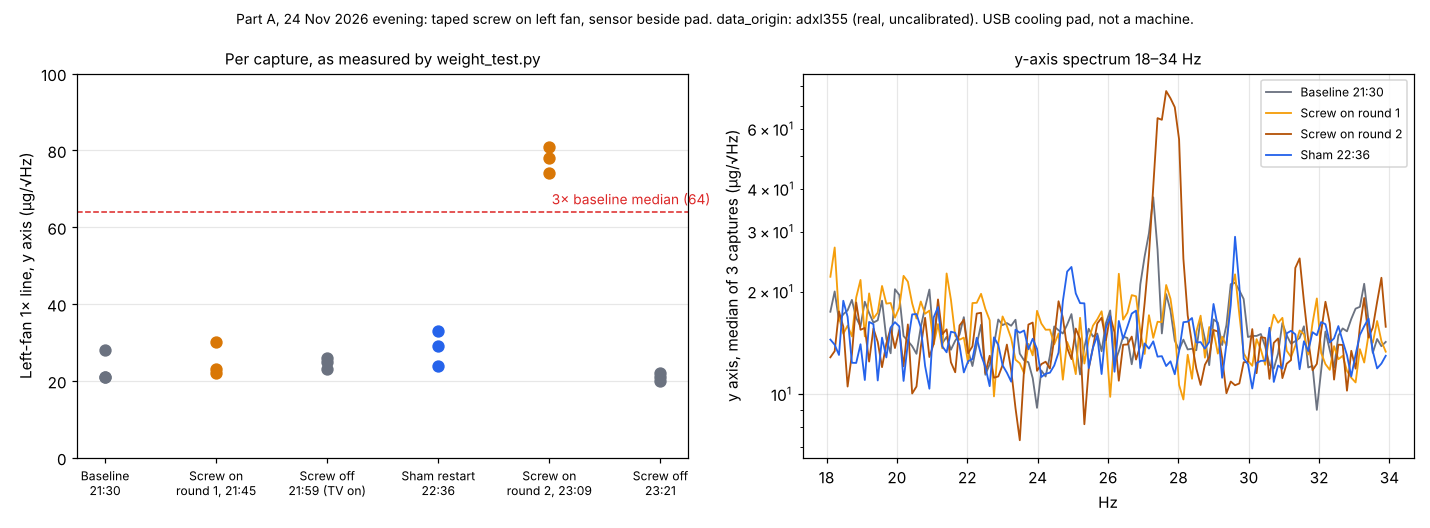 Part A, 24 Nov 2026 evening: taped screw on left fan, sensor beside pad. data_origin: adxl355 (real, uncalibrated). USB cooling pad, not a machine.
Per capture, as measured by weight_test.py
Left-fan 1× line, y axis (µg/√Hz)
100
80
60
40
20
0
3× baseline median (64)
Baseline
21:30
Screw on
round 1, 21:45
Screw off
21:59 (TV on)
Sham restart
22:36
Screw on
round 2, 23:09
Screw off
23:21
y-axis spectrum 18–34 Hz
y axis, median of 3 captures (µg/√Hz)
6 × 10¹
4 × 10¹
3 × 10¹
2 × 10¹
10¹
Baseline 21:30
Screw on round 1
Screw on round 2
Sham 22:36
18 20 22 24 26 28 30 32 34
Hz